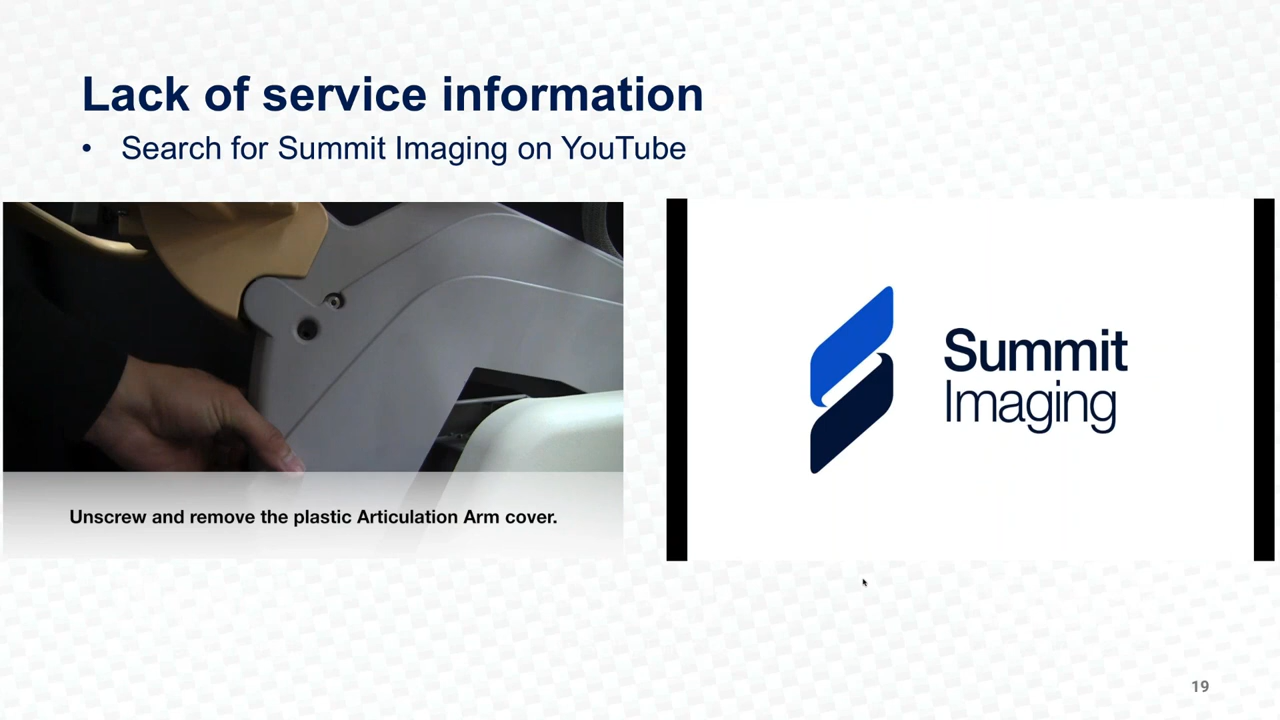 Lack of service information
• Search for Summit Imaging on YouTube
Unscrew and remove the plastic Articulation Arm cover.
Summit
Imaging
19